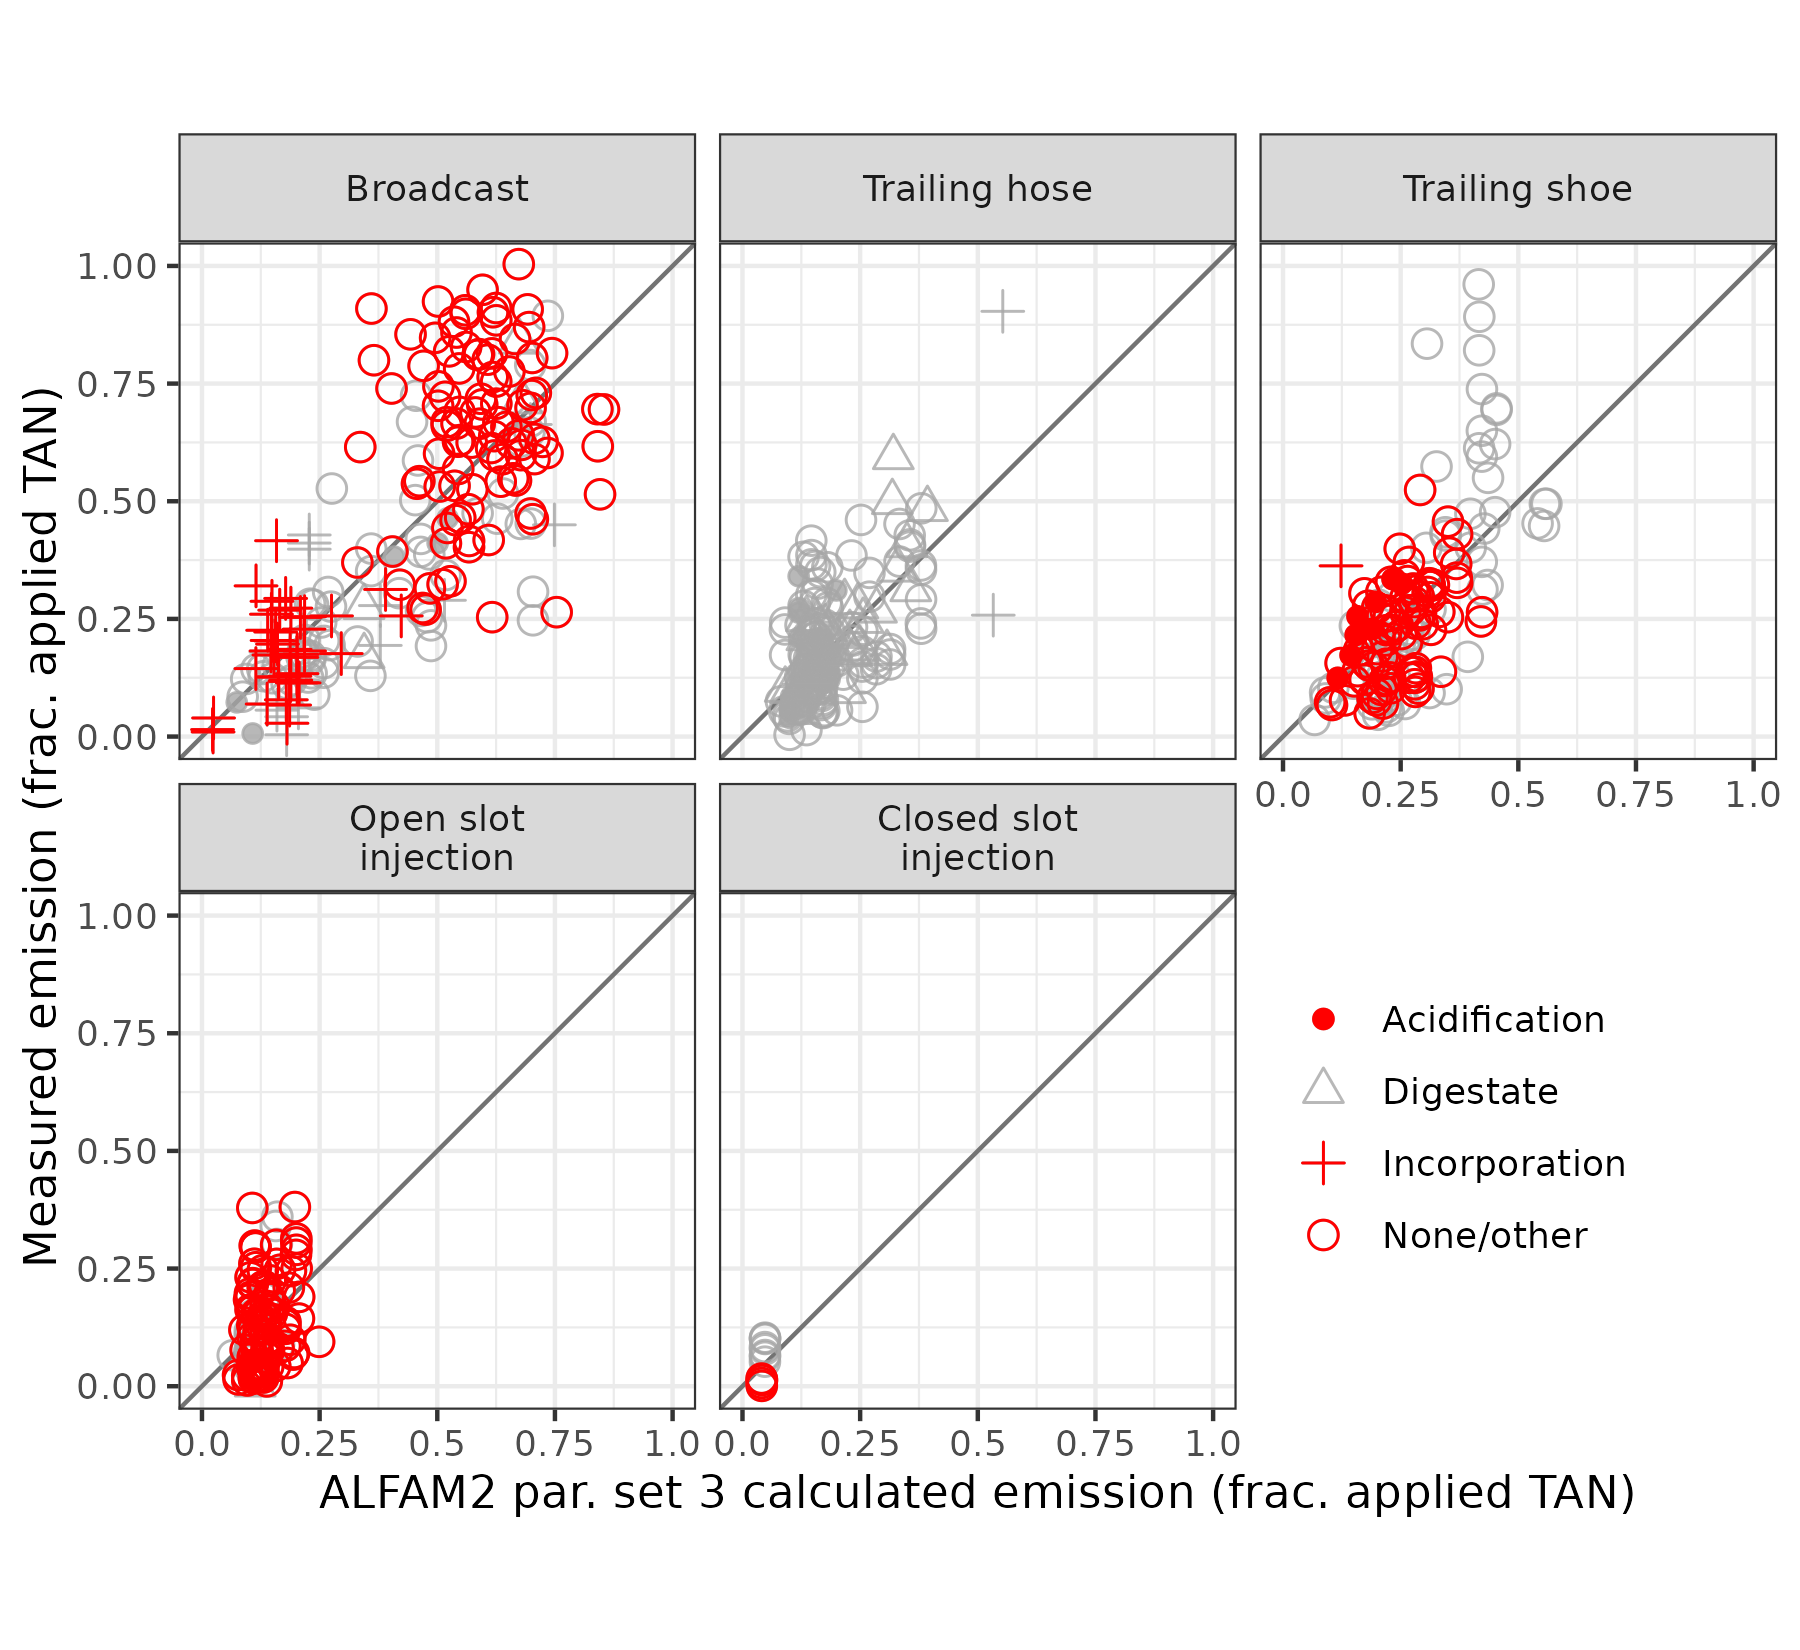 Broadcast
Trailing hose
Trailing shoe
1.00
0.75
0.50
0.25
0.00
0.0 0.25 0.5 0.75 1.0
Open slot
injection
Closed slot
injection
1.00
0.75
0.50
0.25
0.00
0.0 0.25 0.5 0.75 1.0
0.0 0.25 0.5 0.75 1.0
Measured emission (frac. applied TAN)
ALFAM2 par. set 3 calculated emission (frac. applied TAN)
Acidification
Digestate
Incorporation
None/other